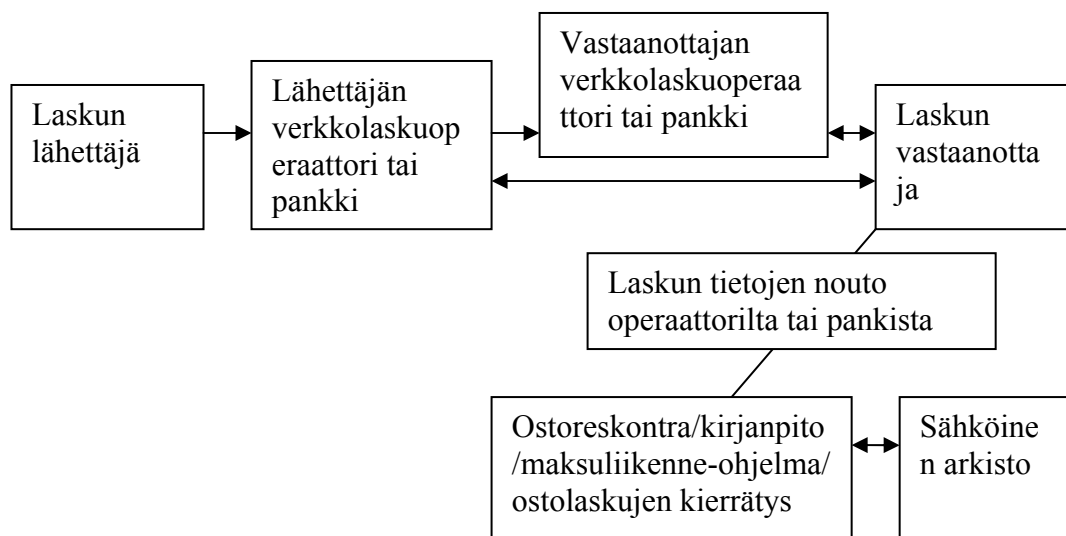 Laskun
lähettäjä
Lähettäjän
verkkolaskuop
eraattori tai
pankki
Vastaanottajan
verkkolaskuoperaa
ttori tai pankki
Laskun
vastaanotta
ja
Laskun tietojen nouto
operaattorilta tai pankista
Ostoreskontra/kirjanpito
/maksuliikenne-ohjelma/
ostolaskujen kierrätys
Sähköine
n arkisto